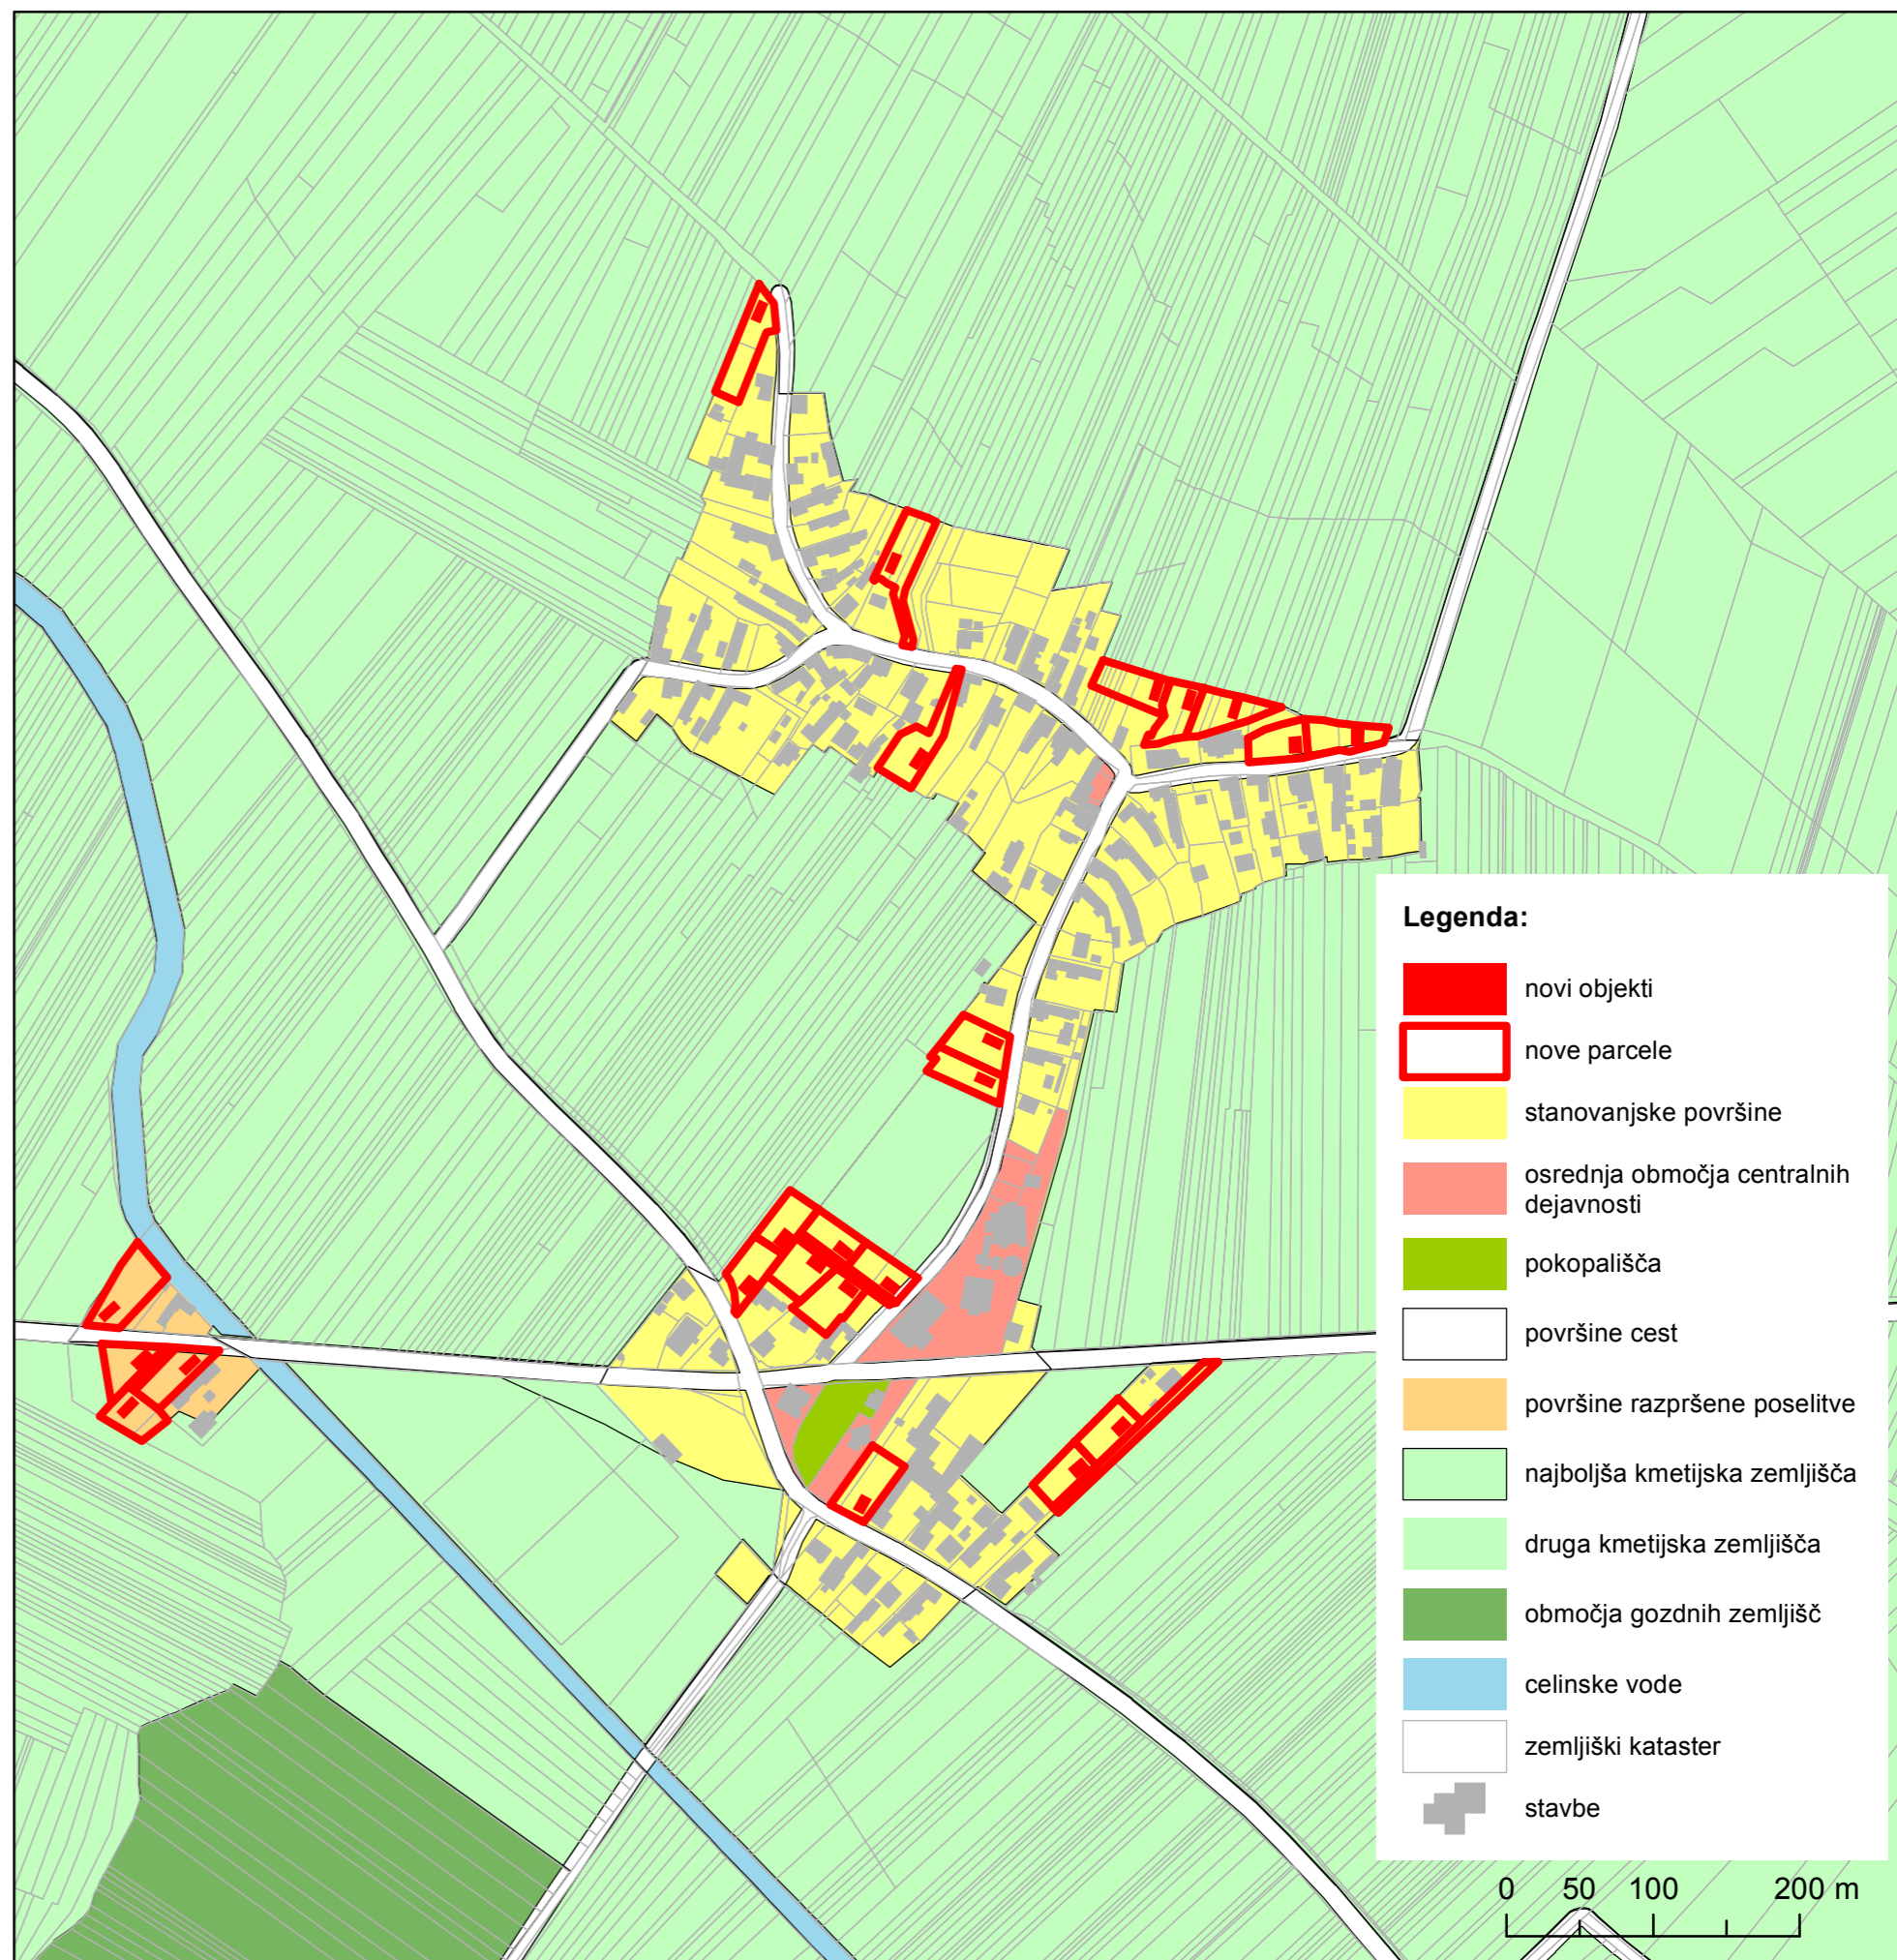 Legenda:
novi objekti
nove parcele
stanovanjske površine
osrednja območja centralnih
dejavnosti
pokopališča
površine cest
površine razpršene poselitve
najboljša kmetijska zemljišča
druga kmetijska zemljišča
območja gozdnih zemljišč
celinske vode
zemljiški kataster
stavbe
0 50 100 200 m